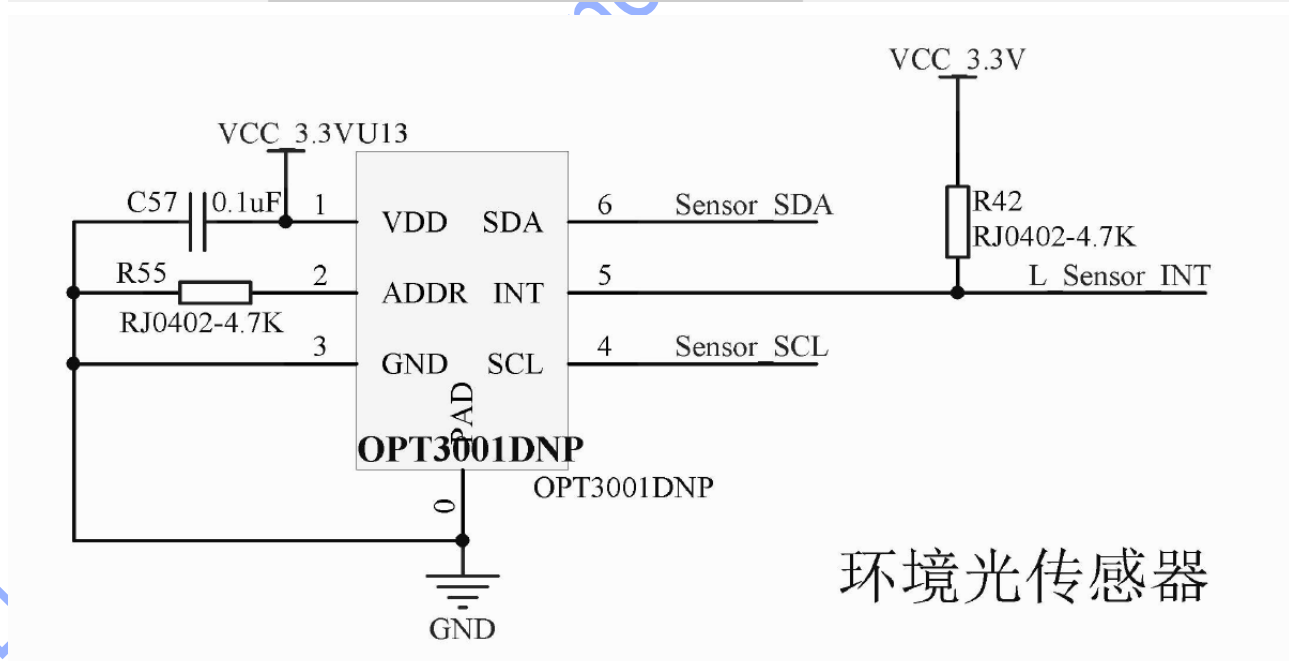 VCC_3.3V
VCC_3.3V U13
C57 0.1uF 1 VDD SDA 6 Sensor_SDA
R42
RJ0402-4.7K
R55 2 ADDR INT 5 L_Sensor_INT
RJ0402-4.7K
3 GND SCL 4 Sensor_SCL
PAD
OPT3001DNP
OPT3001DNP
0
环境光传感器
GND